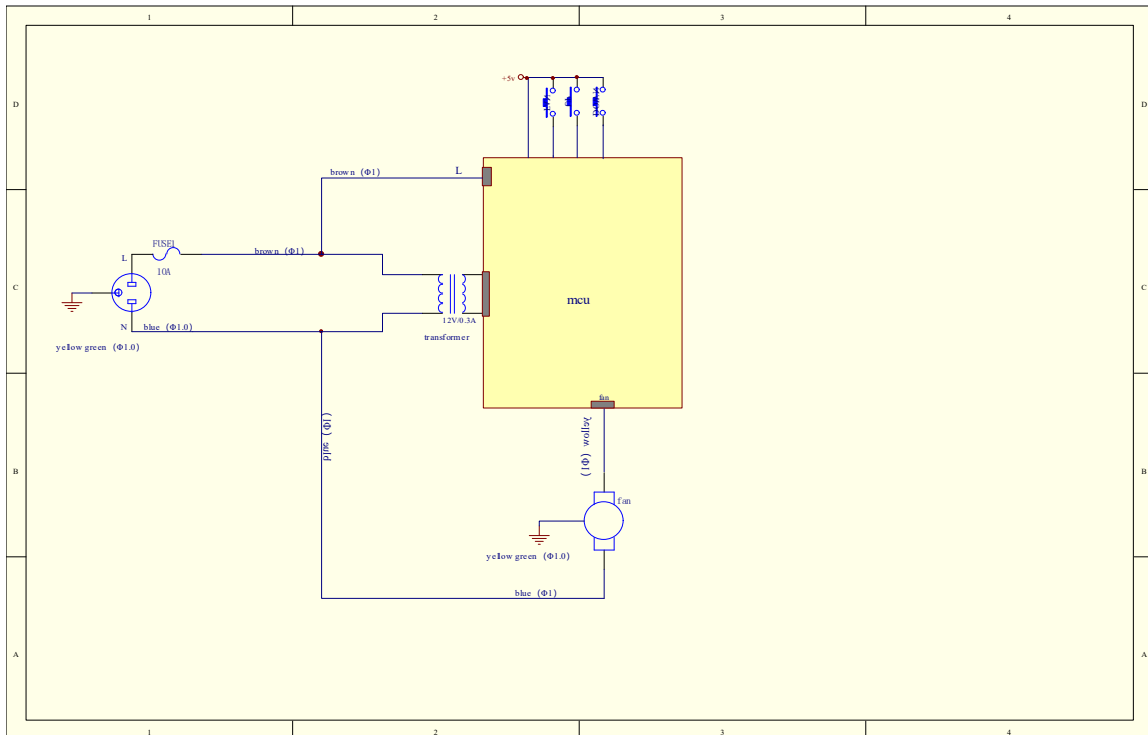 1 2 3 4
D D
+5v
brown (Φ1) L
FUSE1
L brown (Φ1)
10A
C C
mcu
12V/0.3A
N blue (Φ1.0)
transformer
yellow green (Φ1.0)
fan
blue (Φ1)
yellow (Φ1)
B B
fan
yellow green (Φ1.0)
blue (Φ1)
A A
1 2 3 4